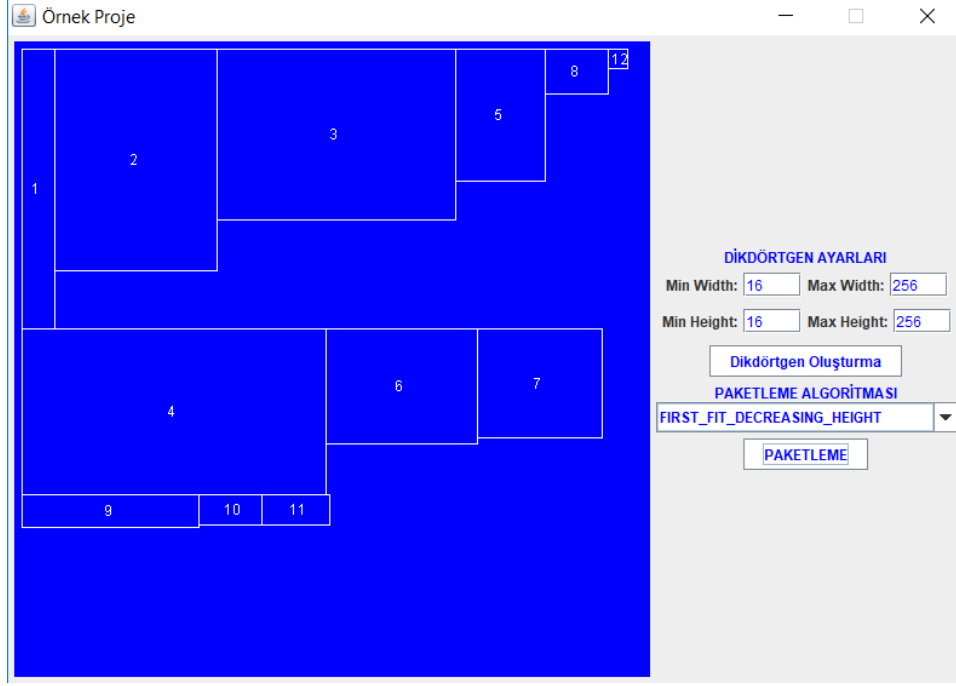 Örnek Proje
1
2
3
5
8
12
4
6
7
9
10
11
DİKDÖRTGEN AYARLARI
Min Width: 16 Max Width: 256
Min Height: 16 Max Height: 256
Dikdörtgen Oluşturma
PAKETLEME ALGORİTMASI
FIRST_FIT_DECREASING_HEIGHT
PAKETLEME